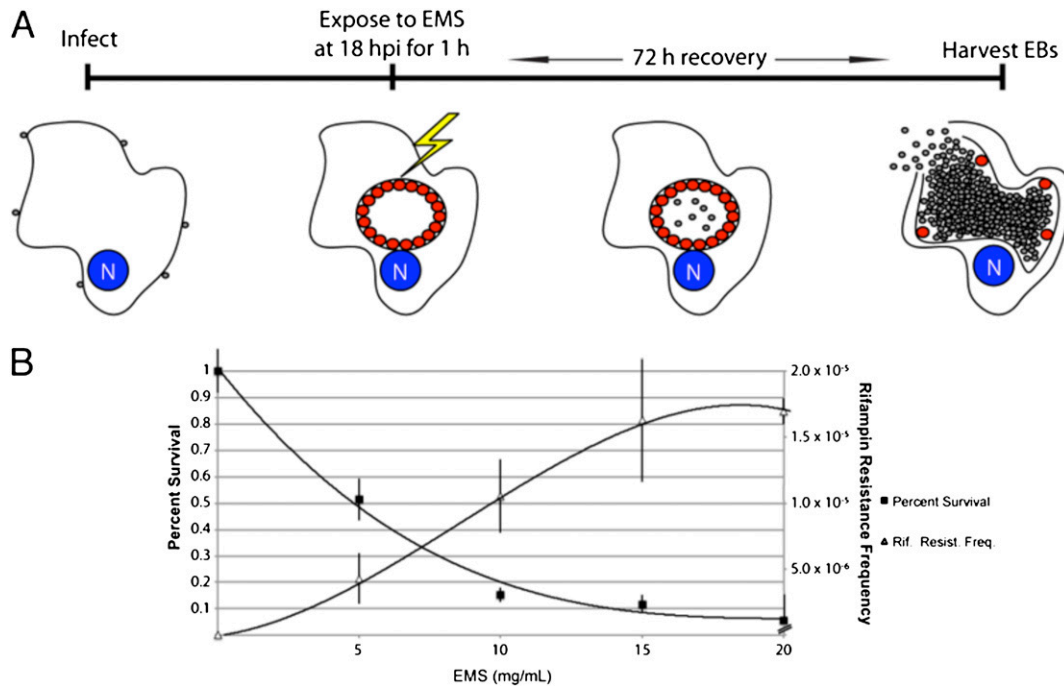 A
Infect
Expose to EMS
at 18 hpi for 1 h
72 h recovery
Harvest EBs
N
N
N
N
B
Percent Survival
1
0.9
0.8
0.7
0.6
0.5
0.4
0.3
0.2
0.1
5
10
15
20
EMS (mg/mL)
2.0 x 10⁻⁵
1.5 x 10⁻⁵
1.0 x 10⁻⁵
5.0 x 10⁻⁶
Rifampin Resistance Frequency
Percent Survival
Rif. Resist. Freq.